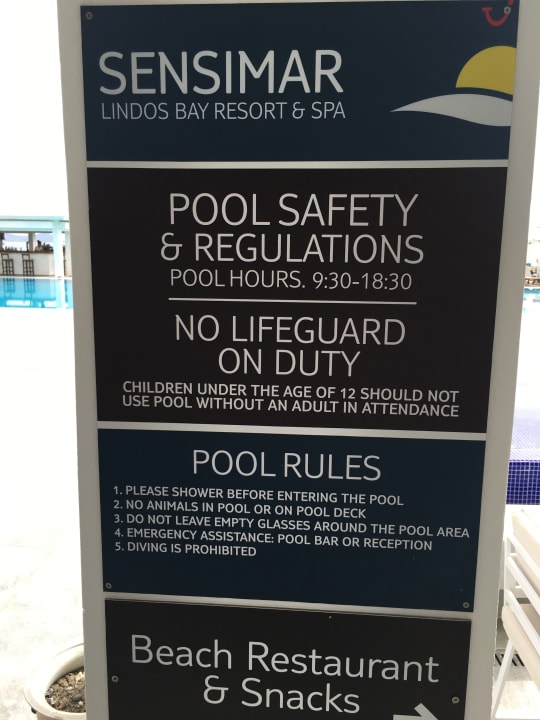 SENSIMAR
LINDOS BAY RESORT & SPA
POOL SAFETY
& REGULATIONS
POOL HOURS. 9:30-18:30
NO LIFEGUARD
ON DUTY
CHILDREN UNDER THE AGE OF 12 SHOULD NOT
USE POOL WITHOUT AN ADULT IN ATTENDANCE
POOL RULES
1. PLEASE SHOWER BEFORE ENTERING THE POOL
2. NO ANIMALS IN POOL OR ON POOL DECK
3. DO NOT LEAVE EMPTY GLASSES AROUND THE POOL AREA
4. EMERGENCY ASSISTANCE: POOL BAR OR RECEPTION
5. DIVING IS PROHIBITED
Beach Restaurant
& Snacks